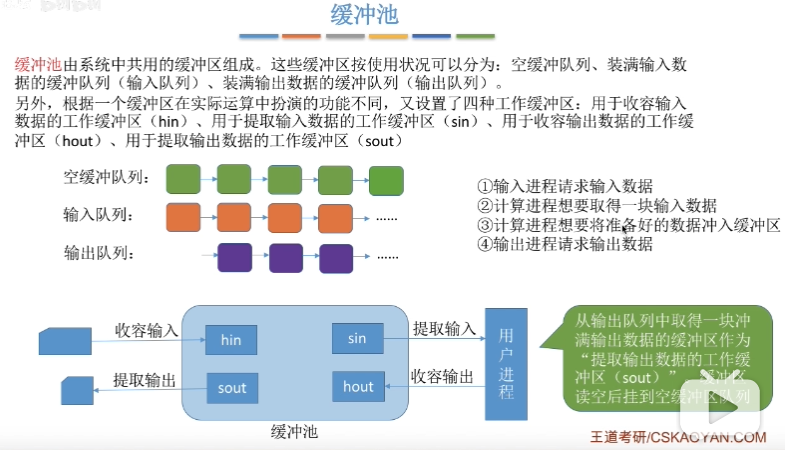 缓冲池
缓冲池由系统中共用的缓冲区组成。这些缓冲区按使用状况可以分为：空缓冲队列、装满输入数
据的缓冲队列（输入队列）、装满输出数据的缓冲队列（输出队列）。
另外，根据一个缓冲区在实际运算中扮演的功能不同，又设置了四种工作缓冲区：用于收容输入
数据的工作缓冲区（hin）、用于提取输入数据的工作缓冲区（sin）、用于收容输出数据的工作缓
冲区（hout）、用于提取输出数据的工作缓冲区（sout）
空缓冲队列：
输入队列：
......
输出队列：
......
①输入进程请求输入数据
②计算进程想要取得一块输入数据
③计算进程想要将准备好的数据冲入缓冲区
④输出进程请求输出数据
收容输入
hin
sin
提取输入
提取输出
sout
hout
收容输出
用户进程
缓冲池
从输出队列中取得一块冲
满输出数据的缓冲区作为
“提取输出数据的工作缓
冲区（sout）” 缓冲区
读空后挂到空缓冲区队列
王道考研/CSKAOYAN.COM